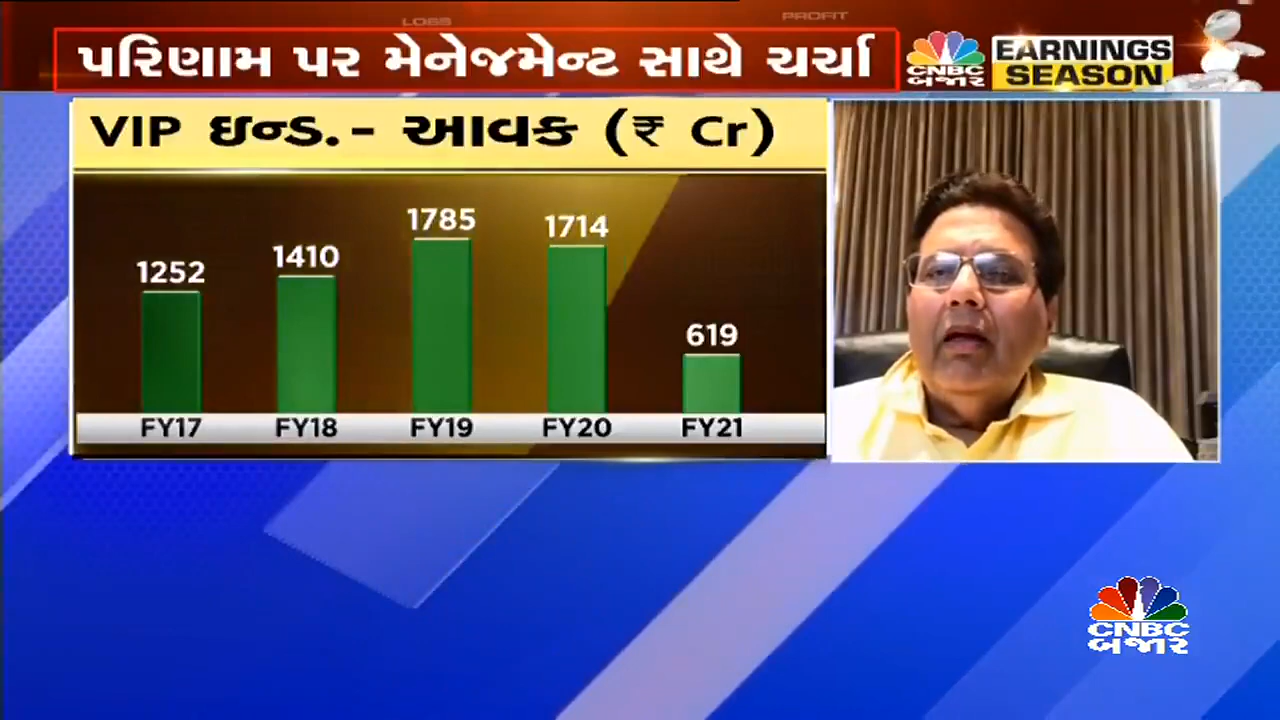 LOSS
PROFIT
પરિણામ પર મેનેજમેન્ટ સાથે ચર્ચા
CNBC
બજાર
EARNINGS
SEASON
VIP ઇન્ડ. - આવક (₹ Cr)
1252
1410
1785
1714
619
FY17
FY18
FY19
FY20
FY21
CNBC
બજાર